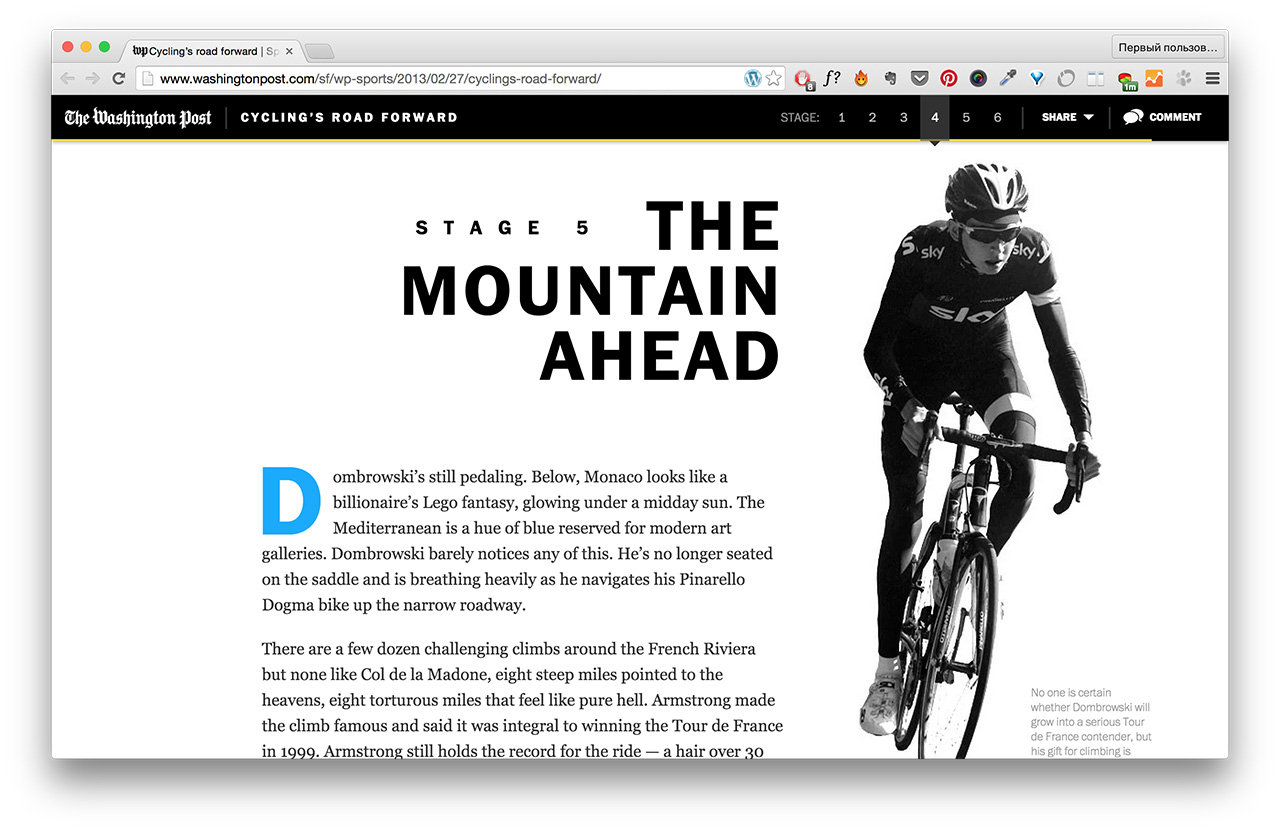 Cycling's road forward | Sp
Первый пользов...
www.washingtonpost.com/sf/wp-sports/2013/02/27/cyclings-road-forward/
f?
8
1m
The Washington Post
CYCLING'S ROAD FORWARD
STAGE: 1 2 3 4 5 6
SHARE
COMMENT
STAGE 5 THE
MOUNTAIN
AHEAD
sky
sky
sky
Dombrowski's still pedaling. Below, Monaco looks like a
billionaire's Lego fantasy, glowing under a midday sun. The
Mediterranean is a hue of blue reserved for modern art
galleries. Dombrowski barely notices any of this. He's no longer seated
on the saddle and is breathing heavily as he navigates his Pinarello
Dogma bike up the narrow roadway.
There are a few dozen challenging climbs around the French Riviera
but none like Col de la Madone, eight steep miles pointed to the
heavens, eight torturous miles that feel like pure hell. Armstrong made
the climb famous and said it was integral to winning the Tour de France
in 1999. Armstrong still holds the record for the ride — a hair over 30
No one is certain
whether Dombrowski will
grow into a serious Tour
de France contender, but
his gift for climbing is